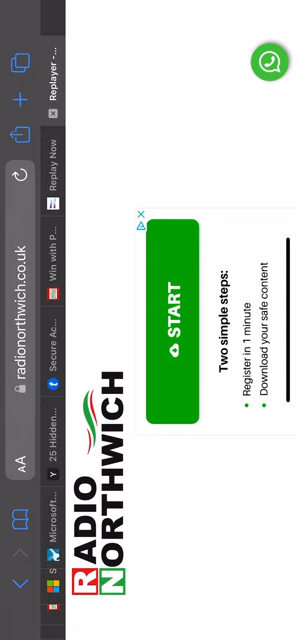 AA
radionorthwich.co.uk
S
Microsoft...
Y
25 Hidden...
t
Secure Ac...
Win with P...
Replay Now
Replayer -...
RADIO
NORTHWICH
START
Two simple steps:
• Register in 1 minute
• Download your safe content